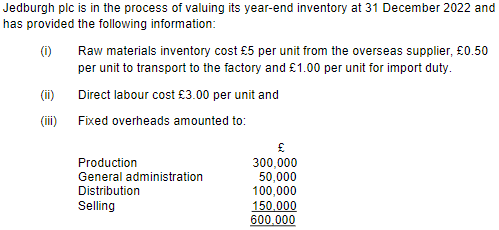 Jedburgh plc is in the process of valuing its year-end inventory at 31 December 2022 and
has provided the following information:
(i) Raw materials inventory cost £5 per unit from the overseas supplier, £0.50
per unit to transport to the factory and £1.00 per unit for import duty.
(ii) Direct labour cost £3.00 per unit and
(iii) Fixed overheads amounted to:
£
Production 300,000
General administration 50,000
Distribution 100,000
Selling 150,000
600,000